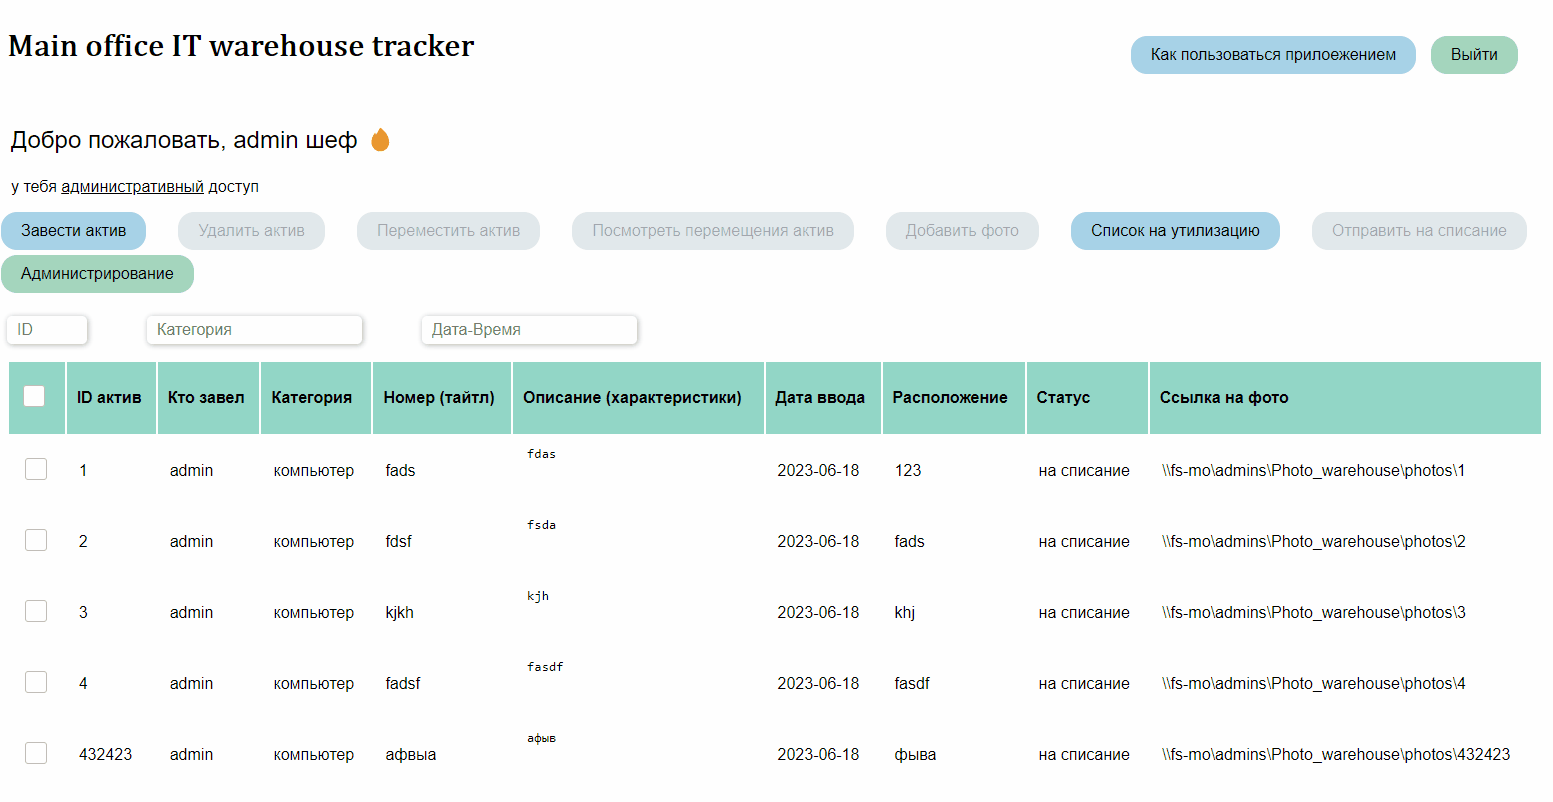 Main office IT warehouse tracker
Как пользоваться прилоежением Выйти
Добро пожаловать, admin шеф
у тебя административный доступ
Завести актив Удалить актив Переместить актив Посмотреть перемещения актив Добавить фото Список на утилизацию Отправить на списание
Администрирование
ID Категория Дата-Время
ID актив Кто завел Категория Номер (тайтл) Описание (характеристики) Дата ввода Расположение Статус Ссылка на фото
1 admin компьютер fads fdas 2023-06-18 123 на списание \\fs-mo\admins\Photo_warehouse\photos\1
2 admin компьютер fdsf fsda 2023-06-18 fads на списание \\fs-mo\admins\Photo_warehouse\photos\2
3 admin компьютер kjkh kjh 2023-06-18 khj на списание \\fs-mo\admins\Photo_warehouse\photos\3
4 admin компьютер fadsf fasdf 2023-06-18 fasdf на списание \\fs-mo\admins\Photo_warehouse\photos\4
432423 admin компьютер афвыа афыв 2023-06-18 фыва на списание \\fs-mo\admins\Photo_warehouse\photos\432423